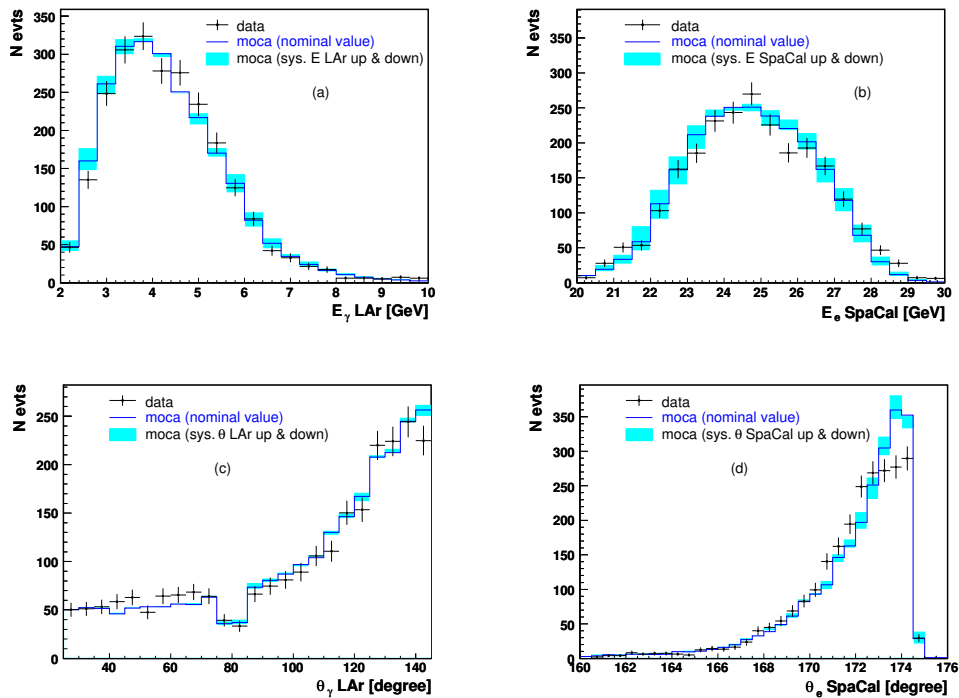 N evts
350
300
250
200
150
100
50
0
data
moca (nominal value)
moca (sys. E LAr up & down)
(a)
2 3 4 5 6 7 8 9 10
E γ LAr [GeV]
N evts
350
300
250
200
150
100
50
0
data
moca (nominal value)
moca (sys. E SpaCal up & down)
(b)
20 21 22 23 24 25 26 27 28 29 30
E e SpaCal [GeV]
N evts
250
200
150
100
50
0
data
moca (nominal value)
moca (sys. θ LAr up & down)
(c)
40 60 80 100 120 140
θ γ LAr [degree]
N evts
350
300
250
200
150
100
50
0
data
moca (nominal value)
moca (sys. θ SpaCal up & down)
(d)
160 162 164 166 168 170 172 174 176
θ e SpaCal [degree]